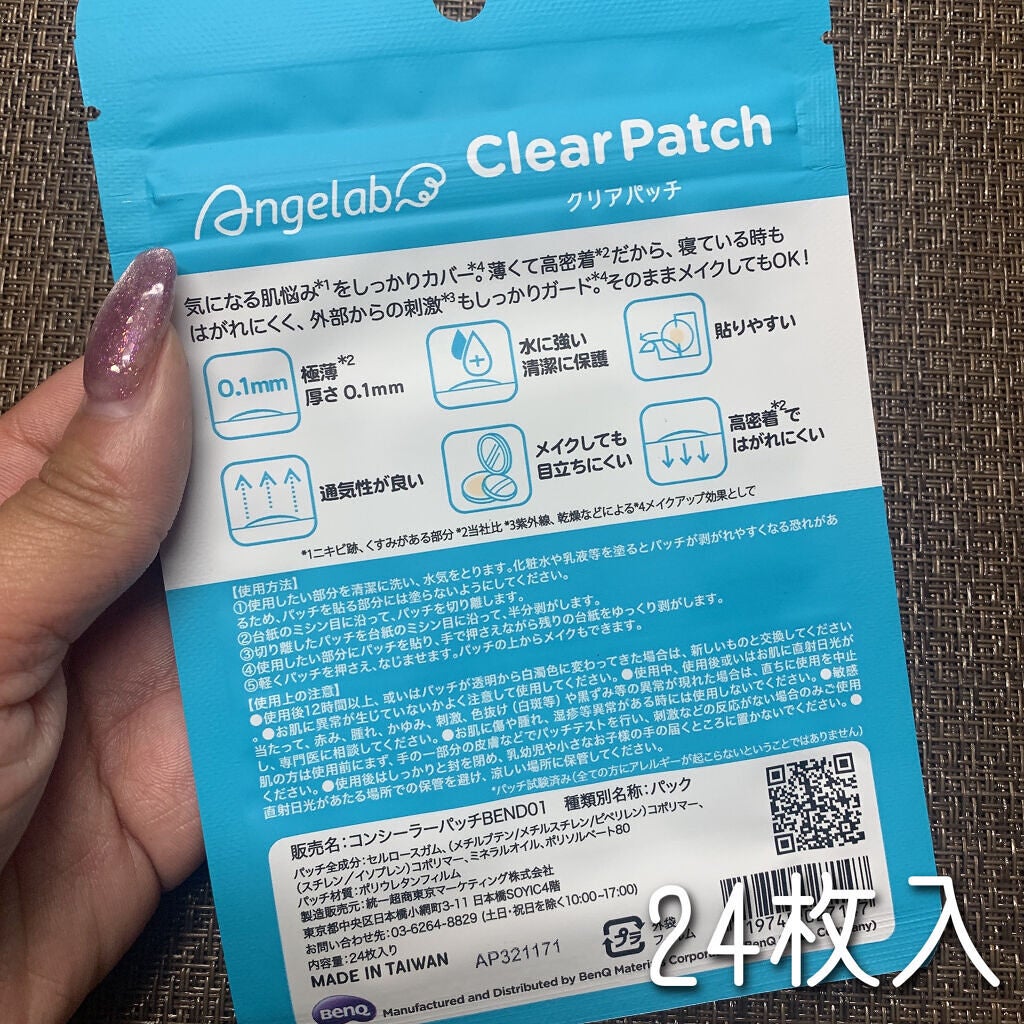 Angelab
Clear Patch
クリアパッチ
気になる肌悩み*1をしっかりカバー*4。薄くて高密着*2だから、寝ている時も
はがれにくく、外部からの刺激*3もしっかりガード。*4そのままメイクしてもOK!
0.1mm
極薄*2
厚さ 0.1mm
水に強い
清潔に保護
貼りやすい
通気性が良い
メイクしても
目立ちにくい
高密着*2で
はがれにくい
*1ニキビ跡、くすみがある部分 *2当社比 *3紫外線、乾燥などによる *4メイクアップ効果として
【使用方法】
①使用したい部分を清潔に洗い、水気をとります。化粧水や乳液等を塗るとパッチが剥がれやすくなる恐れがあ
るため、パッチを貼る部分には塗らないようにしてください。
②台紙のミシン目に沿って、パッチを切り離します。
③切り離したパッチを台紙のミシン目に沿って、半分剥がします。
④使用したい部分にパッチを貼り、手で押さえながら残りの台紙をゆっくり剥がします。
⑤軽くパッチを押さえ、なじませます。パッチの上からメイクもできます。
【使用上の注意】
●使用後12時間以上、或いはパッチが透明から白濁色に変わってきた場合は、新しいものと交換してください
●お肌に異常が生じていないかよく注意して使用してください。●使用中、使用後或いはお肌に直射日光が
当たって、赤み、腫れ、かゆみ、刺激、色抜け(白斑等)や黒ずみ等の異常が現れた場合は、直ちに使用を中止
し、専門医に相談してください。●お肌に傷や腫れ、湿疹等異常がある時には使用しないでください。●敏感
肌の方は使用前にまず、手の一部分の皮膚などでパッチテストを行い、刺激などの反応がない場合のみご使用
ください。●使用後はしっかりと封を閉め、乳幼児や小さなお子様の手の届くところに置かないでください。●
直射日光があたる場所での保管を避け、涼しい場所に保管してください。
*パッチ試験済み(全ての方にアレルギーが起こらないということではありません)
販売名:コンシーラーパッチBEND01 種類別名称:パック
パッチ全成分:セルロースガム、(メチルブテン/メチルスチレン/ピペリレン)コポリマー、
(スチレン/イソプレン)コポリマー、ミネラルオイル、ポリソルベート80
パッチ材質:ポリウレタンフィルム
製造販売元:統一超商東京マーケティング株式会社
東京都中央区日本橋小網町3-11 日本橋SOYIC4階
お問い合わせ先:03-6264-8829 (土日・祝日を除く10:00-17:00)
内容量:24枚入り
MADE IN TAIWAN
AP321171
プラ
外袋
24枚入
BenQ
Manufactured and Distributed by BenQ Materials